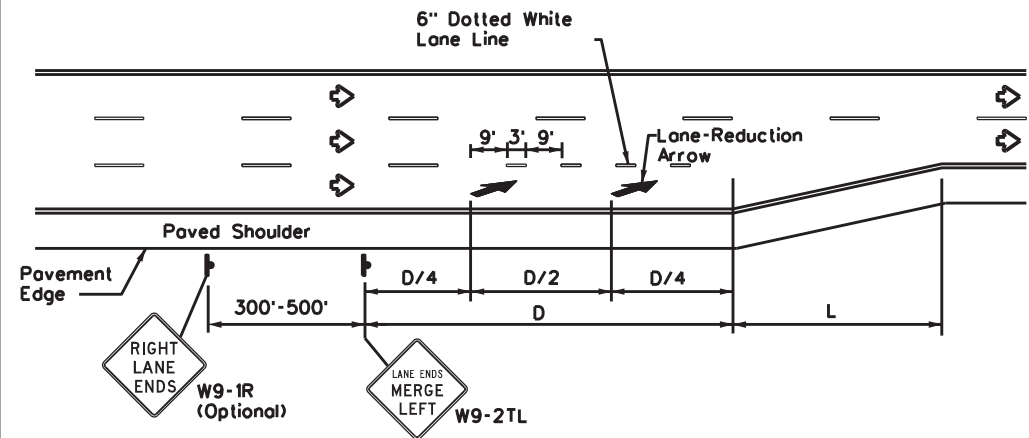 6" Dotted White
Lane Line
9' 3' 9'
Lane-Reduction
Arrow
Paved Shoulder
Pavement
Edge
D/4 D/2 D/4
300'-500'
D
L
RIGHT
LANE
ENDS
W9-1R
(Optional)
LANE ENDS
MERGE
LEFT
W9-2TL